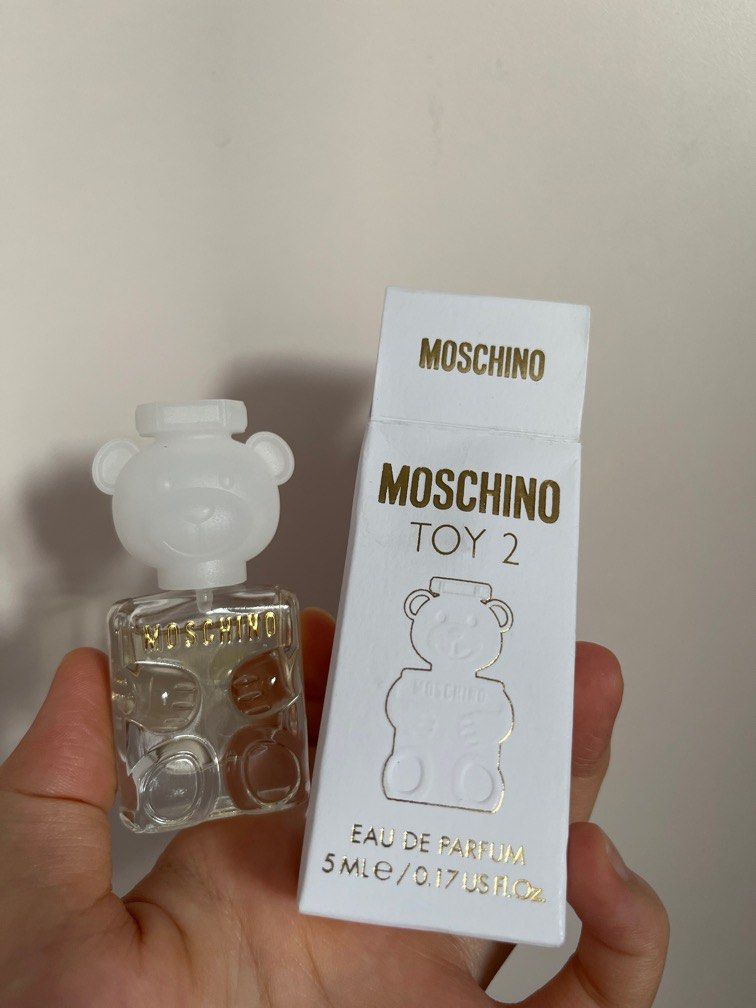 MOSCHINO
MOSCHINO
TOY 2
MOSCHINO
MOSCHINO
EAU DE PARFUM
5 ML ℮ / 0.17 US Fl.Oz.